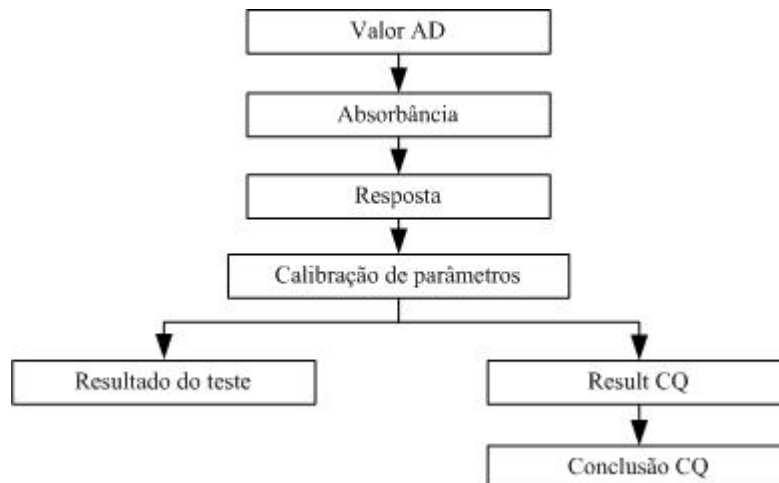 Valor AD
Absorbância
Resposta
Calibração de parâmetros
Resultado do teste
Result CQ
Conclusão CQ